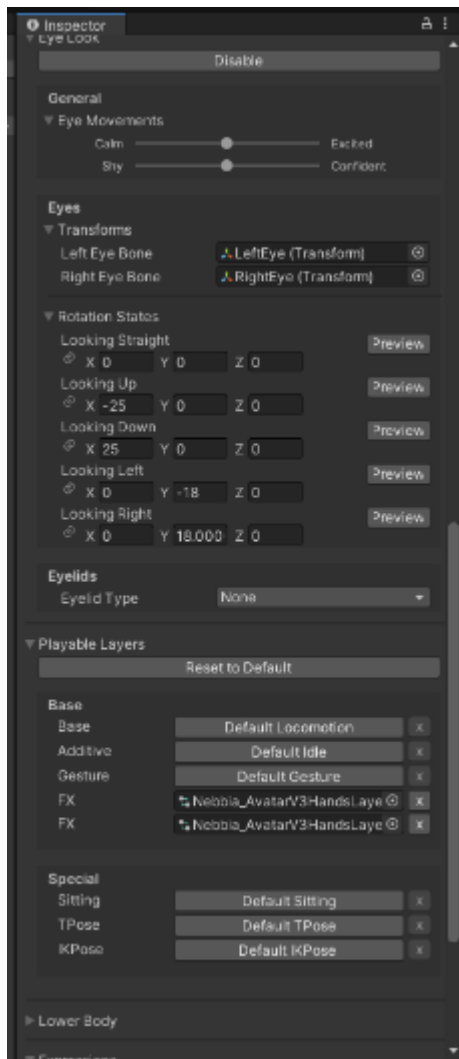 Inspector
Eye Look
Disable
General
Eye Movements
Calm Excited
Shy Confident
Eyes
Transforms
Left Eye Bone LeftEye (Transform)
Right Eye Bone RightEye (Transform)
Rotation States
Looking Straight Preview
X 0 Y 0 Z 0
Looking Up Preview
X -25 Y 0 Z 0
Looking Down Preview
X 25 Y 0 Z 0
Looking Left Preview
X 0 Y -18 Z 0
Looking Right Preview
X 0 Y 18.000 Z 0
Eyelids
Eyelid Type None
Playable Layers
Reset to Default
Base
Base Default Locomotion x
Additive Default Idle x
Gesture Default Gesture x
FX Nebbia_AvatarV3HandsLaye x
FX Nebbia_AvatarV3HandsLaye x
Special
Sitting Default Sitting x
TPose Default TPose x
IKPose Default IKPose x
Lower Body
Expressions